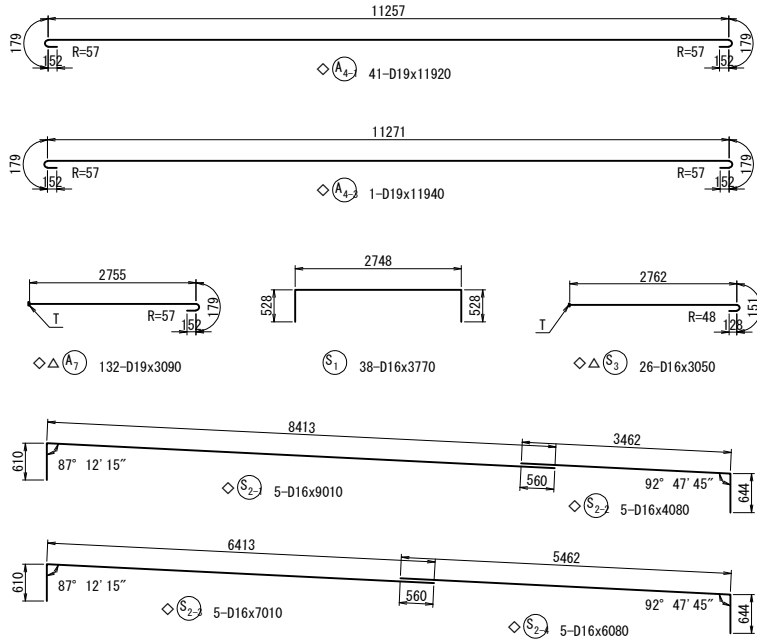 11257
179
R=57
152
R=57
152
179
◇ A4-1 41-D19x11920
11271
179
R=57
152
R=57
152
179
◇ A4-3 1-D19x11940
2755
179
T
R=57
152
◇ △ A7 132-D19x3090
2748
528
528
S1 38-D16x3770
2762
151
T
R=48
128
◇ △ S3 26-D16x3050
8413
3462
610
87° 12' 15"
560
92° 47' 45"
644
◇ S2-1 5-D16x9010
◇ S2-2 5-D16x4080
6413
5462
610
87° 12' 15"
560
92° 47' 45"
644
◇ S2-3 5-D16x7010
◇ S2-4 5-D16x6080